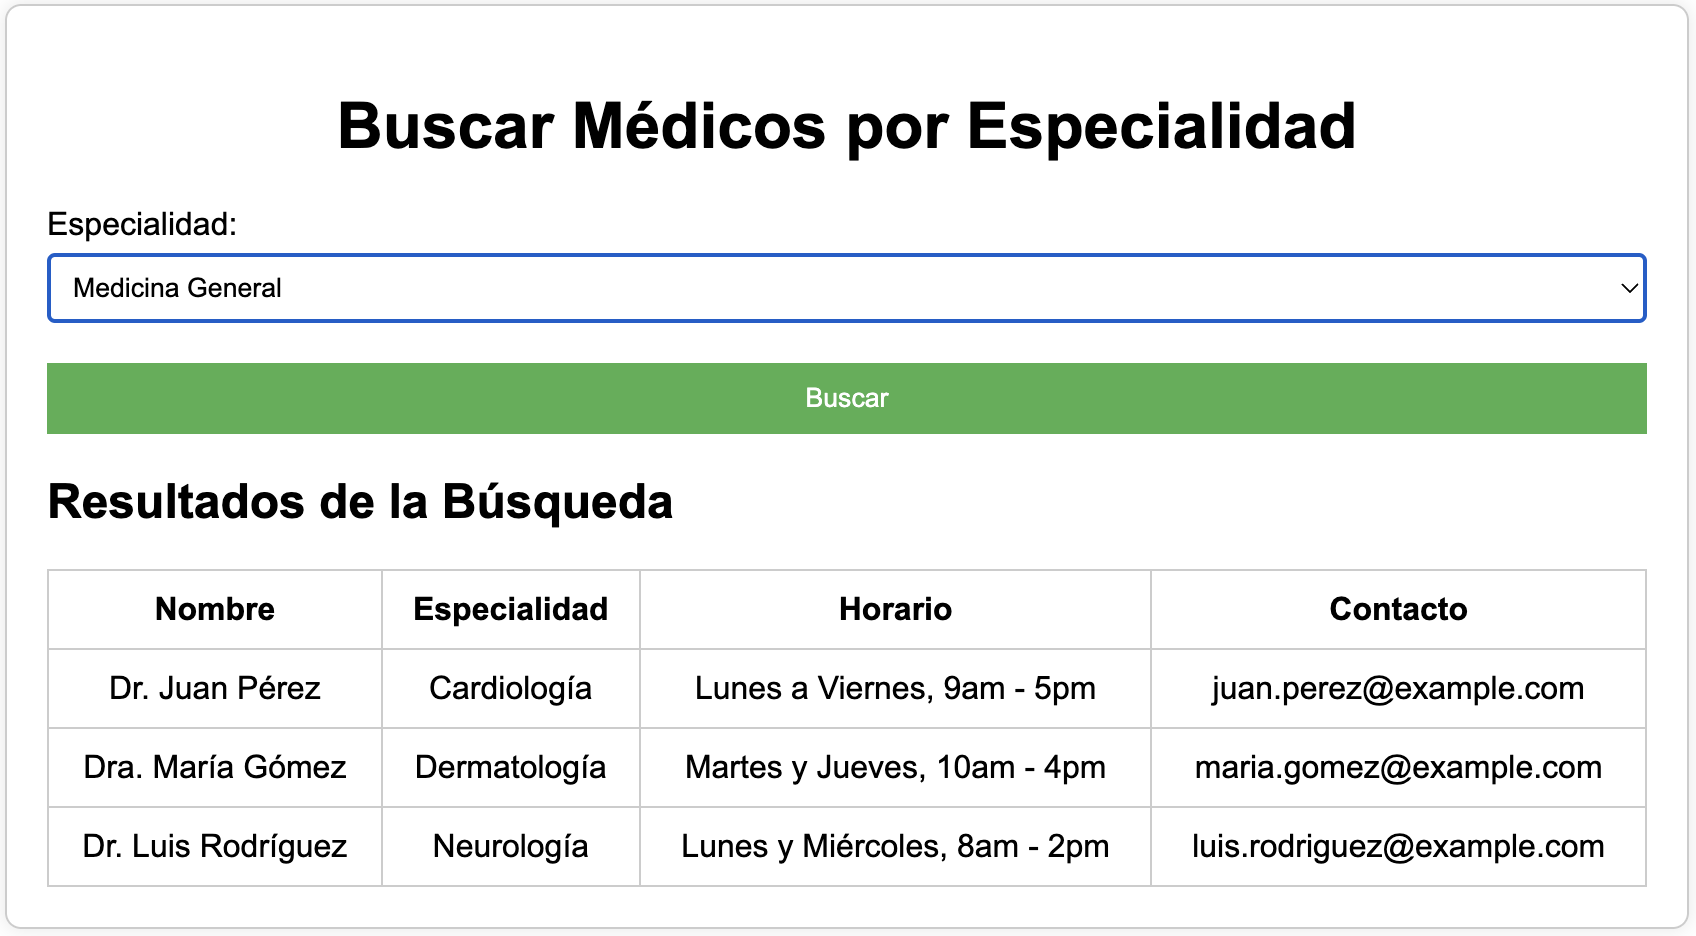 Buscar Médicos por Especialidad
Especialidad:
Medicina General
Buscar
Resultados de la Búsqueda
Nombre Especialidad Horario Contacto
Dr. Juan Pérez Cardiología Lunes a Viernes, 9am - 5pm juan.perez@example.com
Dra. María Gómez Dermatología Martes y Jueves, 10am - 4pm maria.gomez@example.com
Dr. Luis Rodríguez Neurología Lunes y Miércoles, 8am - 2pm luis.rodriguez@example.com